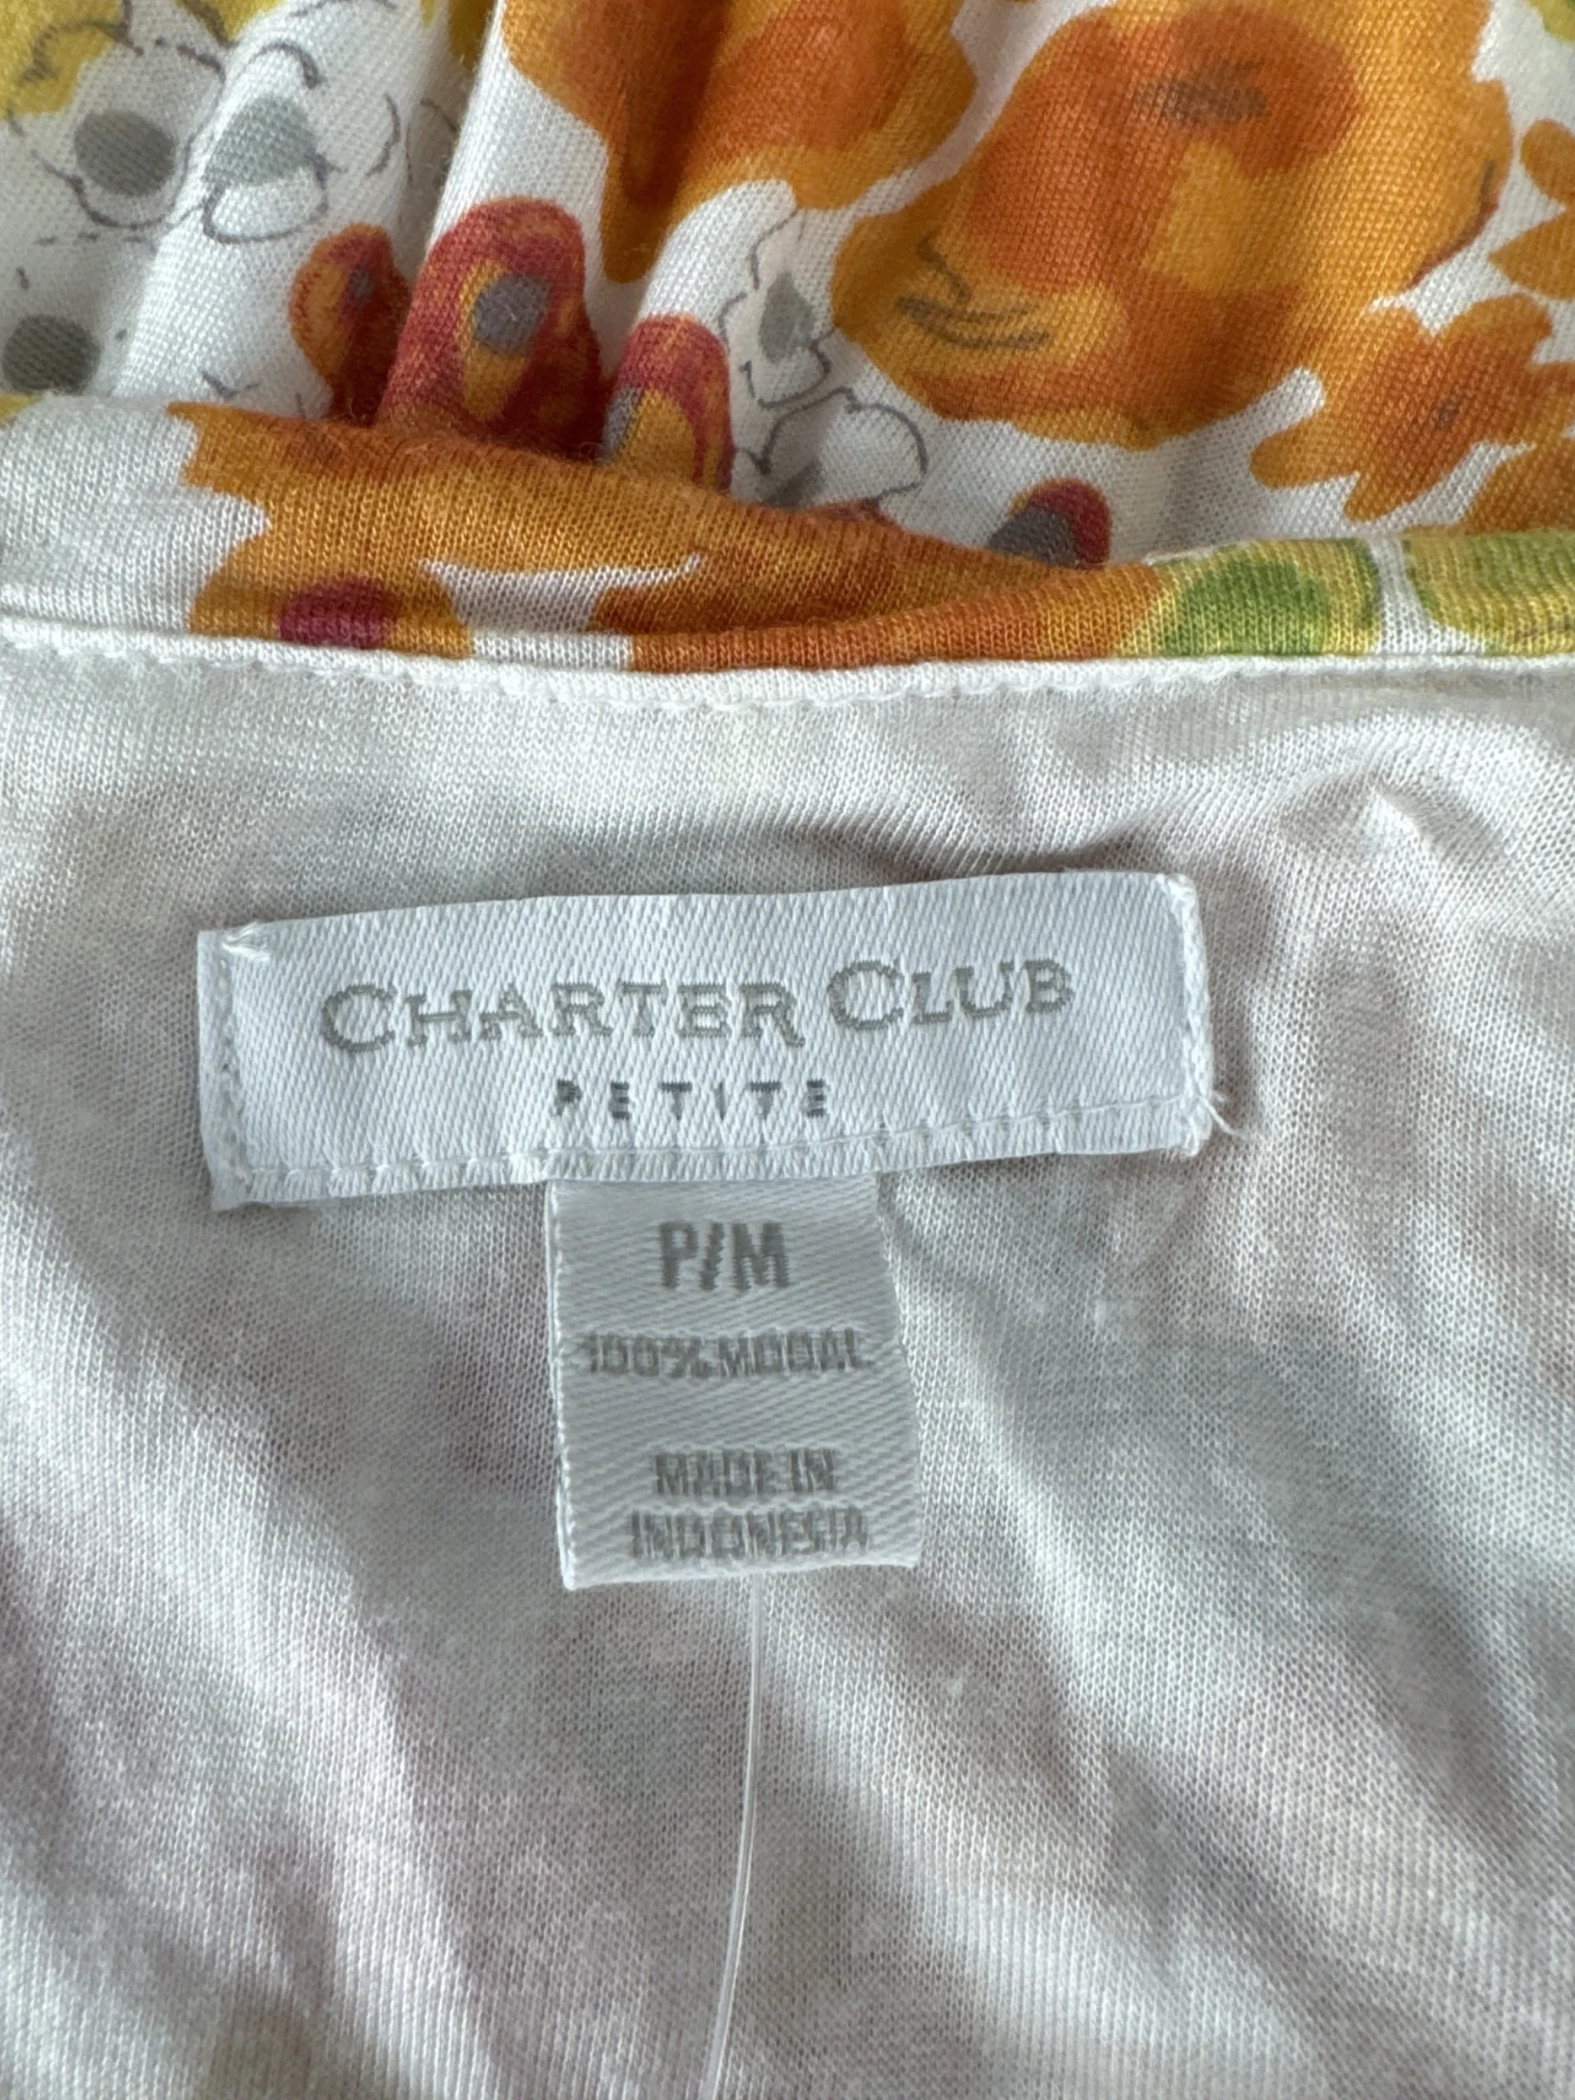 CHARTER CLUB
PETITE
P/M
100% MODAL
MADE IN
INDONESIA